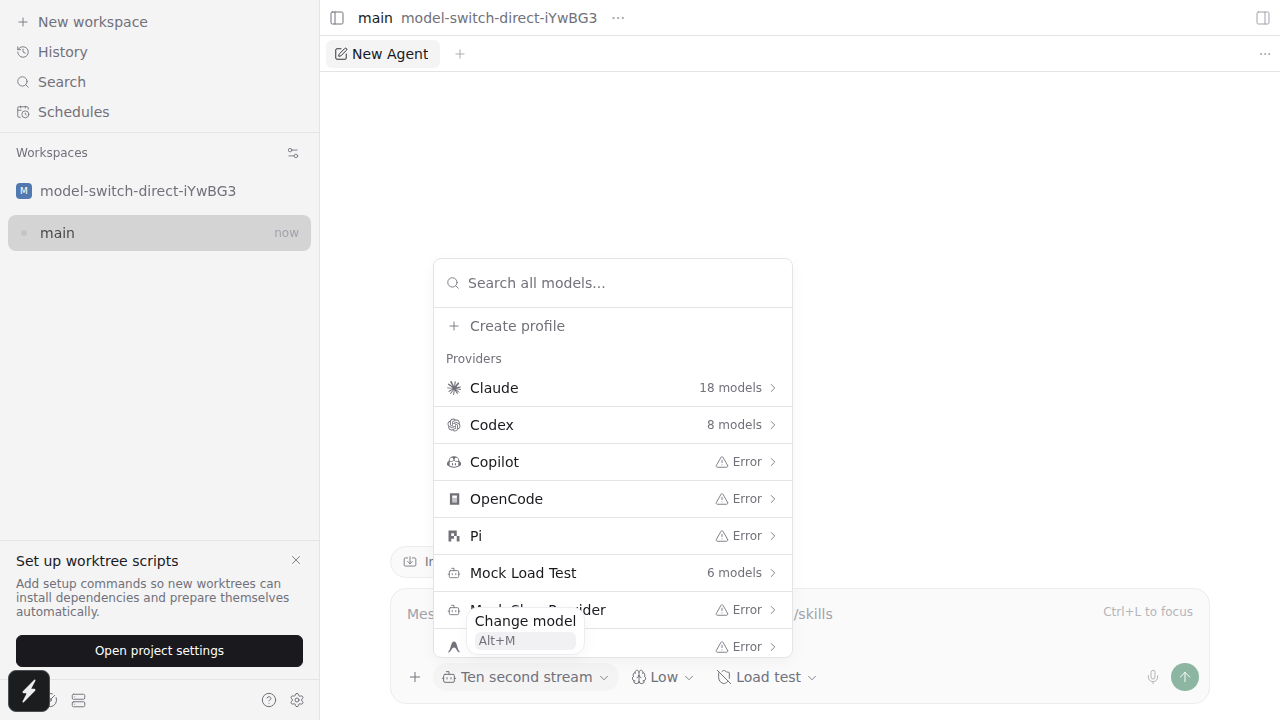 New workspace
History
Search
Schedules
Workspaces
M model-switch-direct-iYwBG3
main now
Set up worktree scripts
Add setup commands so new worktrees can
install dependencies and prepare themselves
automatically.
Open project settings
main model-switch-direct-iYwBG3
New Agent
Search all models...
Create profile
Providers
Claude 18 models
Codex 8 models
Copilot Error
OpenCode Error
Pi Error
Mock Load Test 6 models
Error
Error
Change model
Alt+M
/skills
Ctrl+L to focus
Ten second stream
Low
Load test